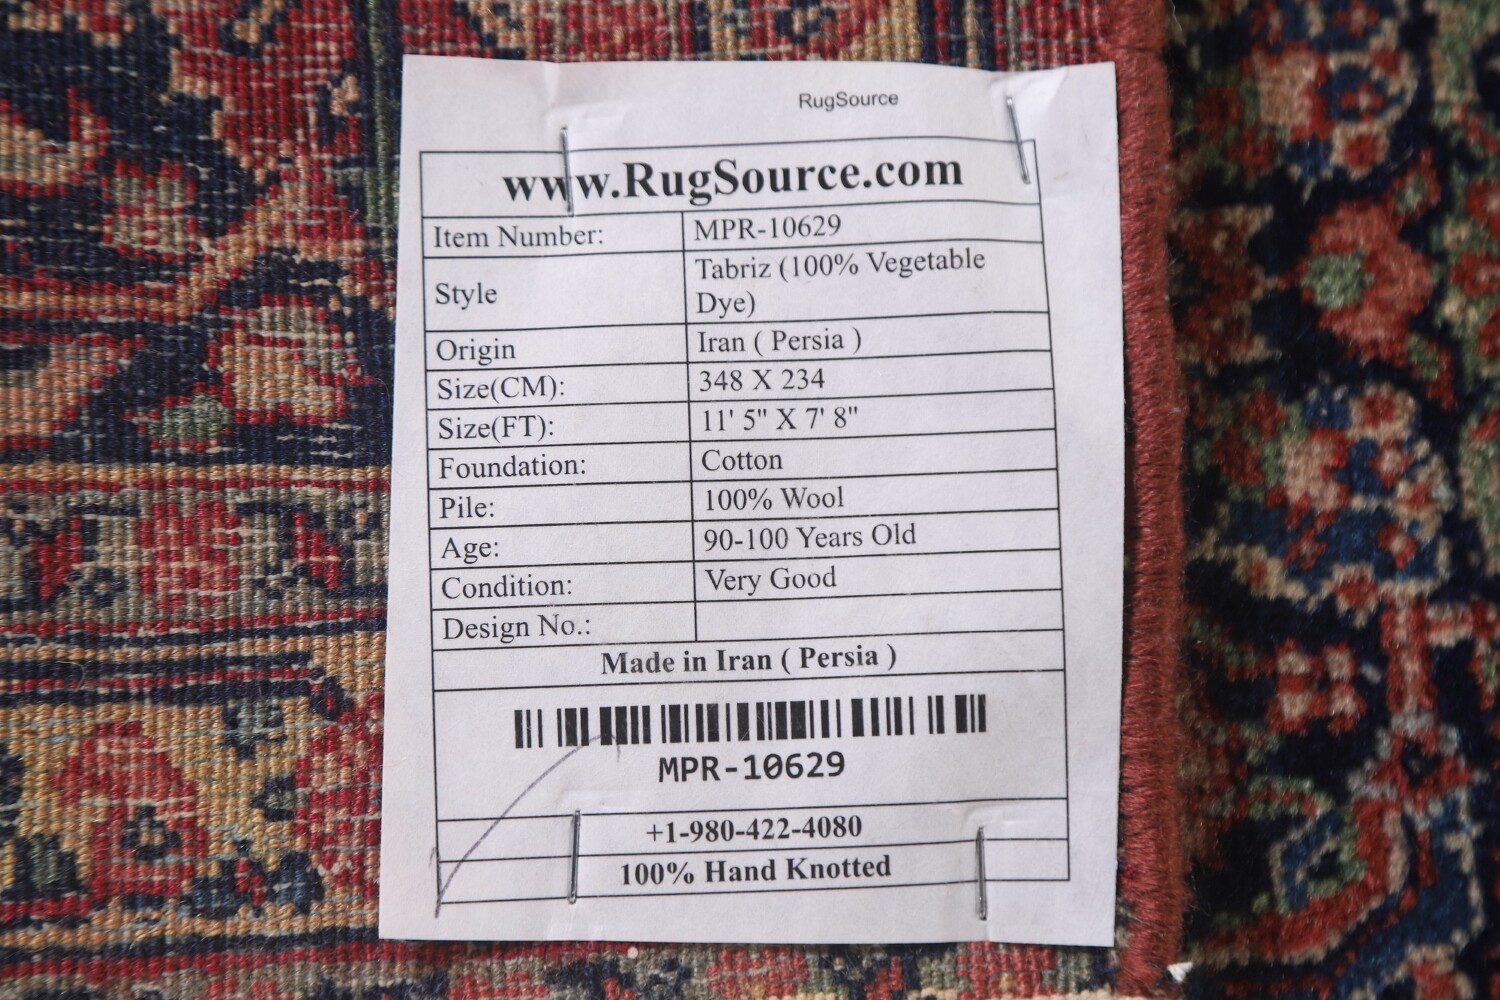 RugSource
www.RugSource.com
Item Number: MPR-10629
Style Tabriz (100% Vegetable
Dye)
Origin Iran ( Persia )
Size(CM): 348 X 234
Size(FT): 11' 5" X 7' 8"
Foundation: Cotton
Pile: 100% Wool
Age: 90-100 Years Old
Condition: Very Good
Design No.:
Made in Iran ( Persia )
MPR-10629
+1-980-422-4080
100% Hand Knotted